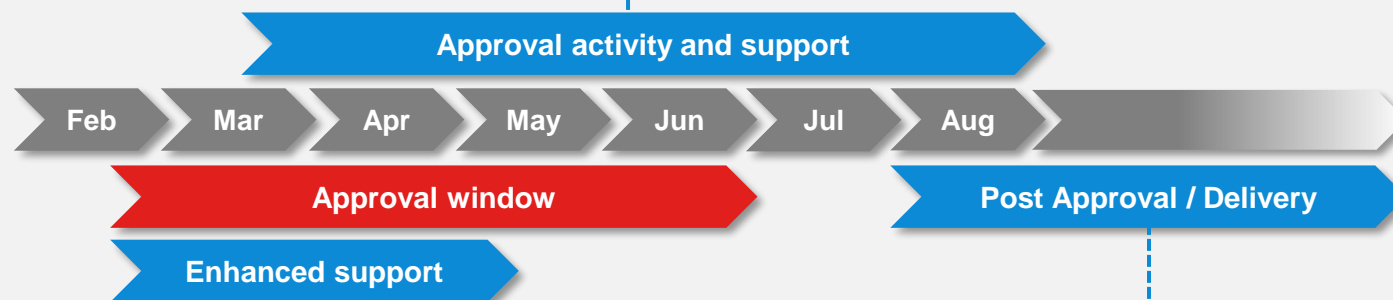 Approval activity and support
Feb Mar Apr May Jun Jul Aug
Approval window
Post Approval / Delivery
Enhanced support